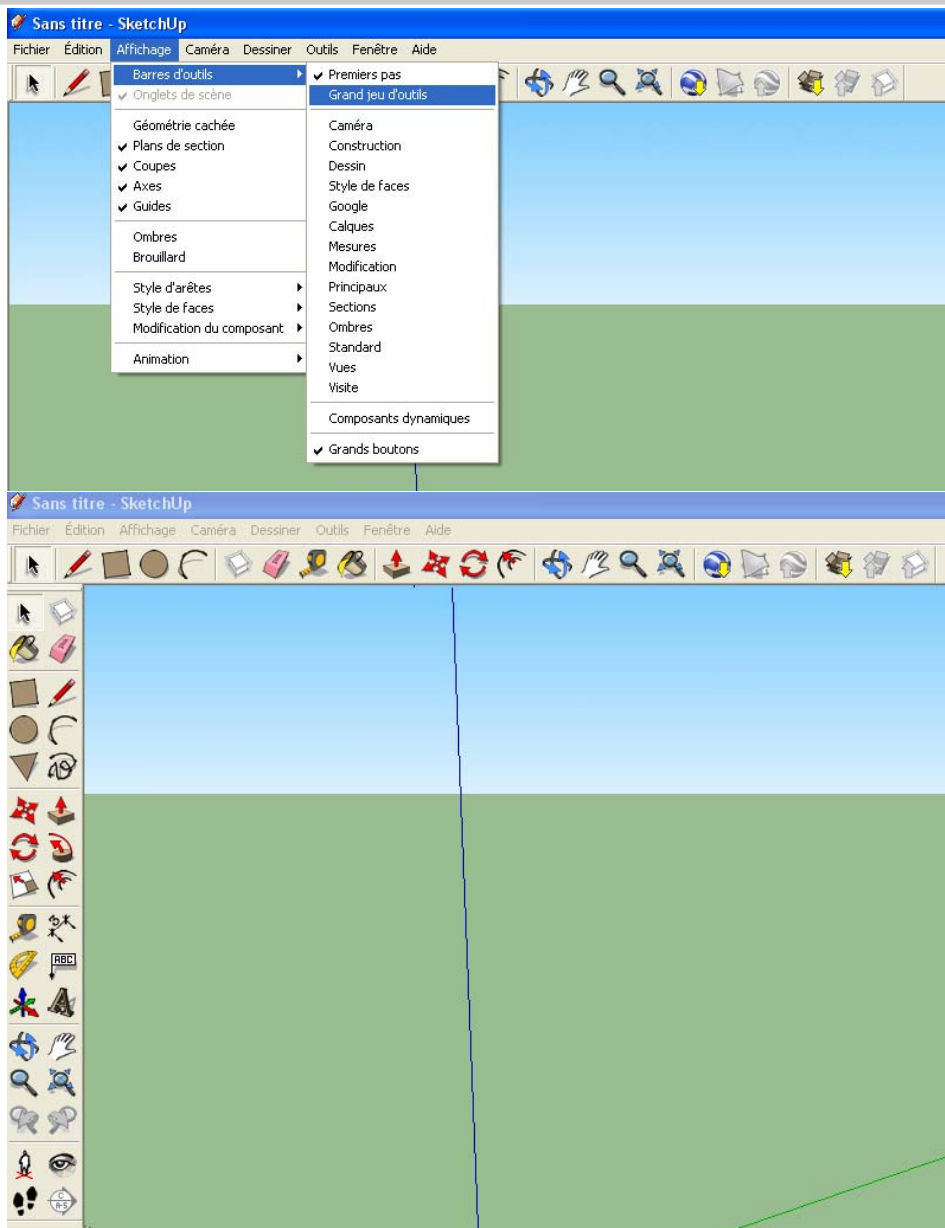 Sans titre - SketchUp
Fichier Édition Affichage Caméra Dessiner Outils Fenêtre Aide
Barres d'outils
Onglets de scène
Géométrie cachée
Plans de section
Coupes
Axes
Guides
Ombres
Brouillard
Style d'arêtes
Style de faces
Modification du composant
Animation
Premiers pas
Grand jeu d'outils
Caméra
Construction
Dessin
Style de faces
Google
Calques
Mesures
Modification
Principaux
Sections
Ombres
Standard
Vues
Visite
Composants dynamiques
Grands boutons
Sans titre - SketchUp
Fichier Édition Affichage Caméra Dessiner Outils Fenêtre Aide
ABC
A
C
A-5